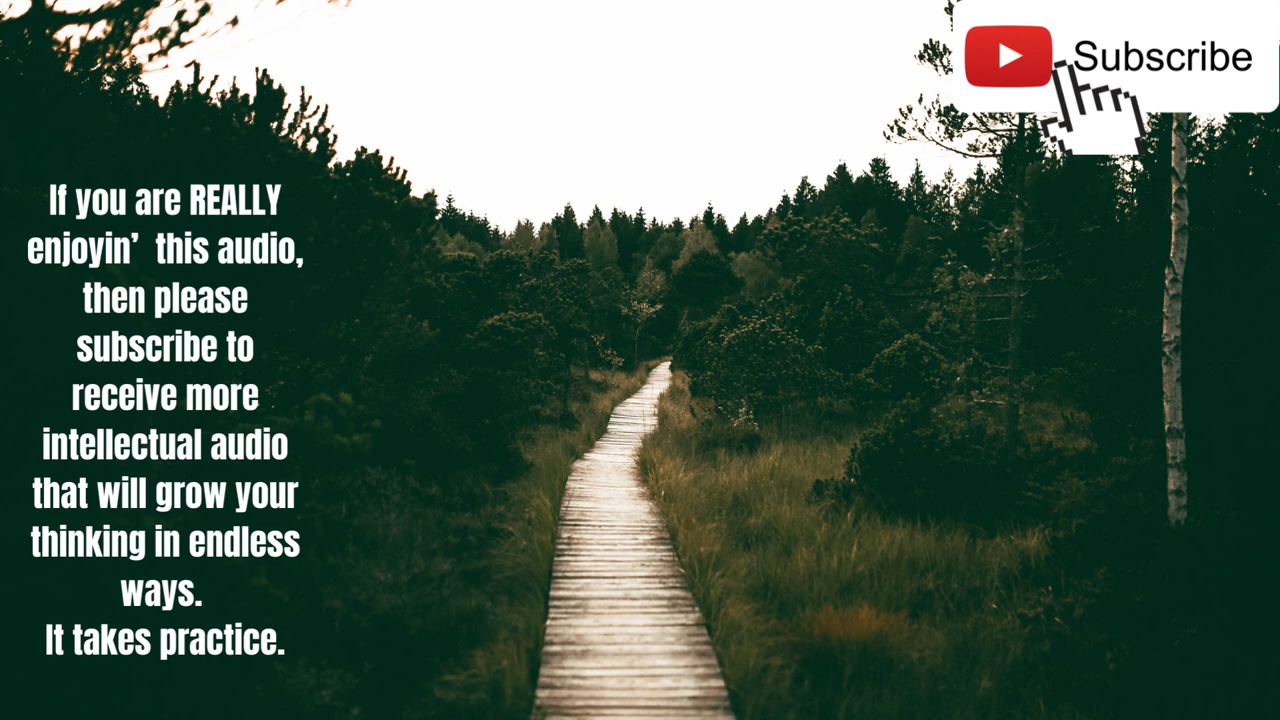 Subscribe
If you are REALLY
enjoyin’ this audio,
then please
subscribe to
receive more
intellectual audio
that will grow your
thinking in endless
ways.
It takes practice.